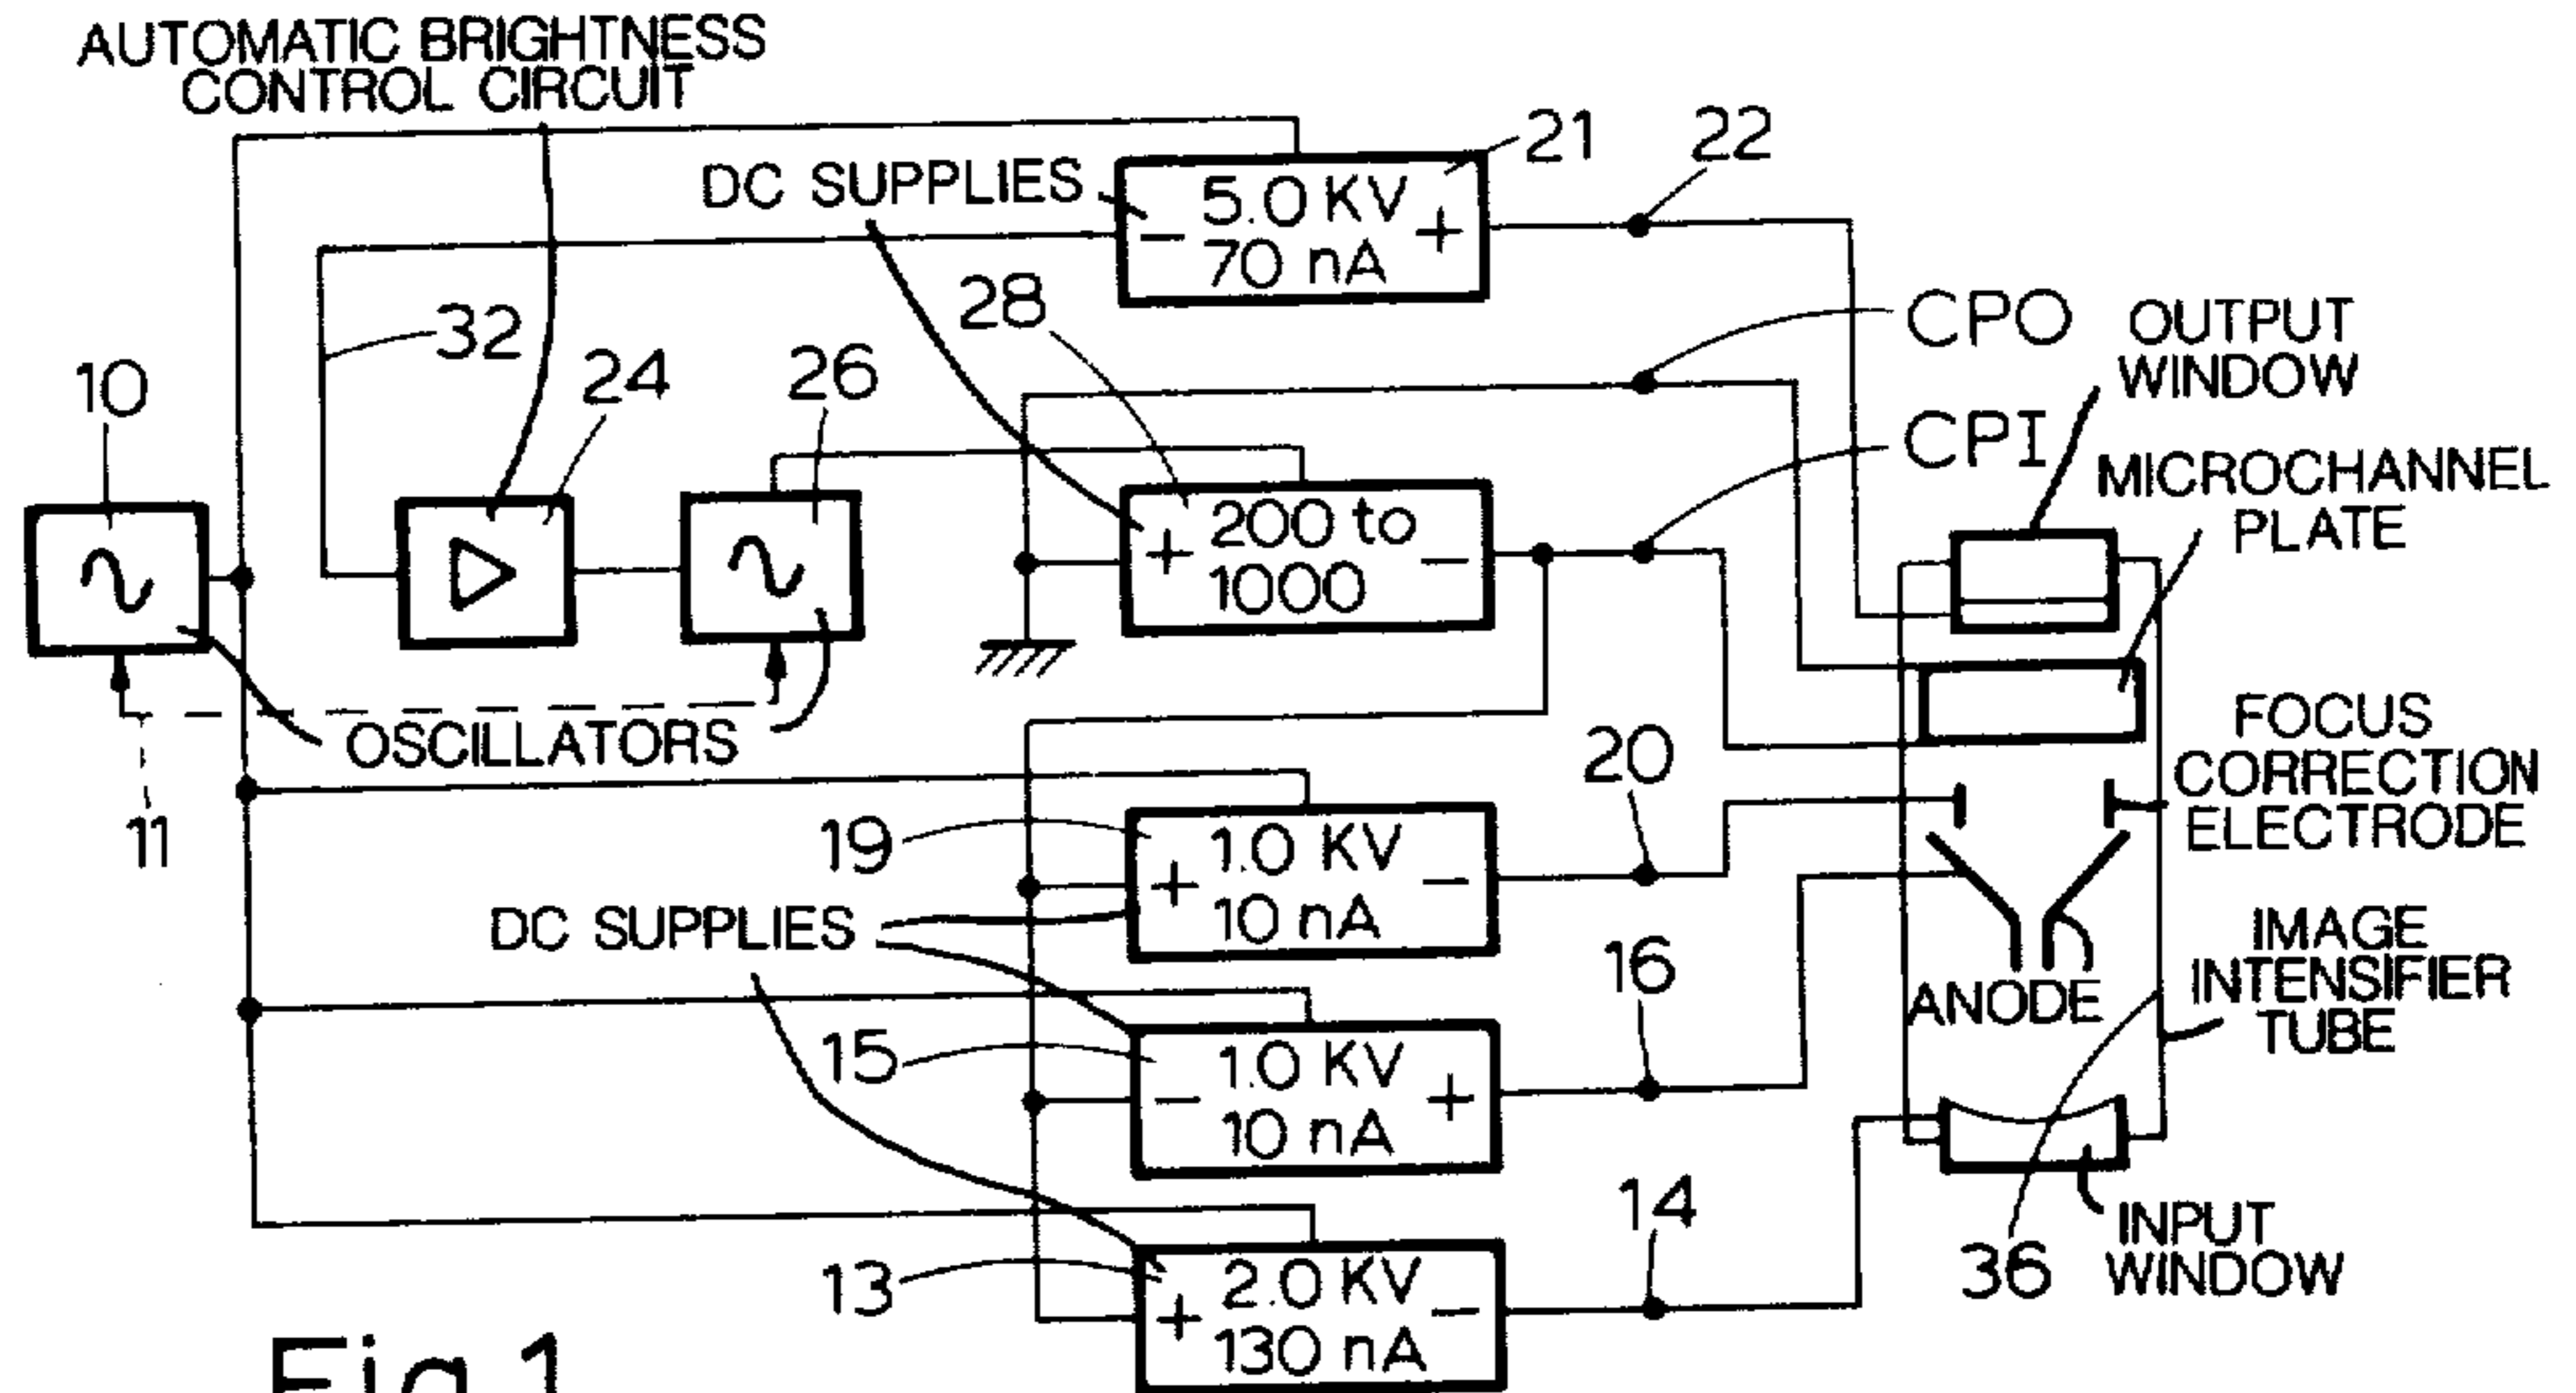 AUTOMATIC BRIGHTNESS
CONTROL CIRCUIT
DC SUPPLIES
- 5.0 KV +
70 nA
21
22
28
CPO
OUTPUT
WINDOW
32
24
26
10
CPI
MICROCHANNEL
PLATE
+ 200 to -
1000
OSCILLATORS
11
20
FOCUS
CORRECTION
ELECTRODE
19
+ 1.0 KV -
10 nA
DC SUPPLIES
16
ANODE
IMAGE
INTENSIFIER
TUBE
15
- 1.0 KV +
10 nA
14
36
INPUT
WINDOW
13
+ 2.0 KV -
130 nA
Fig.1